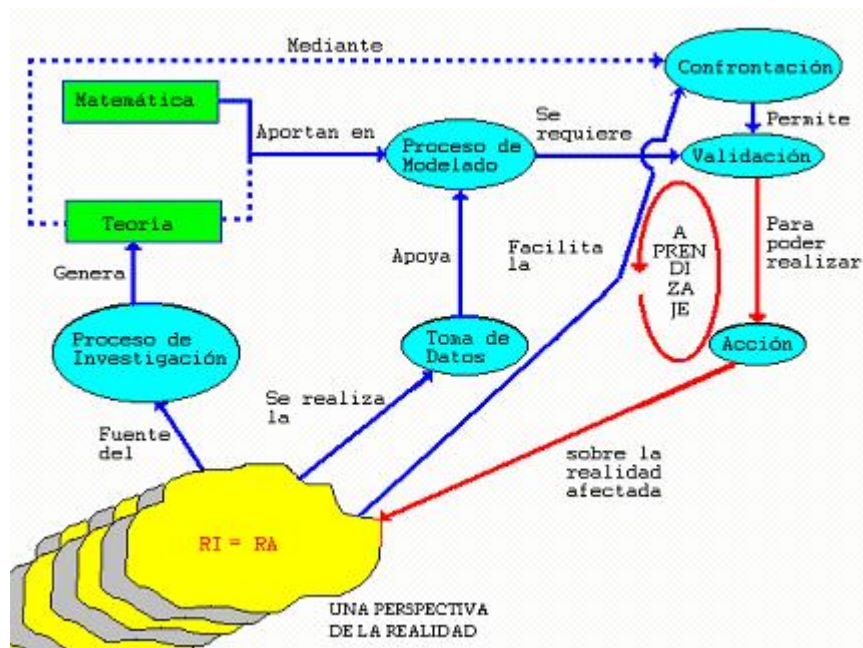 Mediante
Confrontación
Matemática
Aportan en
Se
requiere
Permite
Proceso de
Modelado
Validación
Teoría
Genera
Apoya
Facilita
la
A
PREN
DI
ZA
JE
Para
poder
realizar
Proceso de
Investigación
Toma de
Datos
Acción
Se realiza
la
Fuente
del
sobre la
realidad
afectada
RI = RA
UNA PERSPECTIVA
DE LA REALIDAD